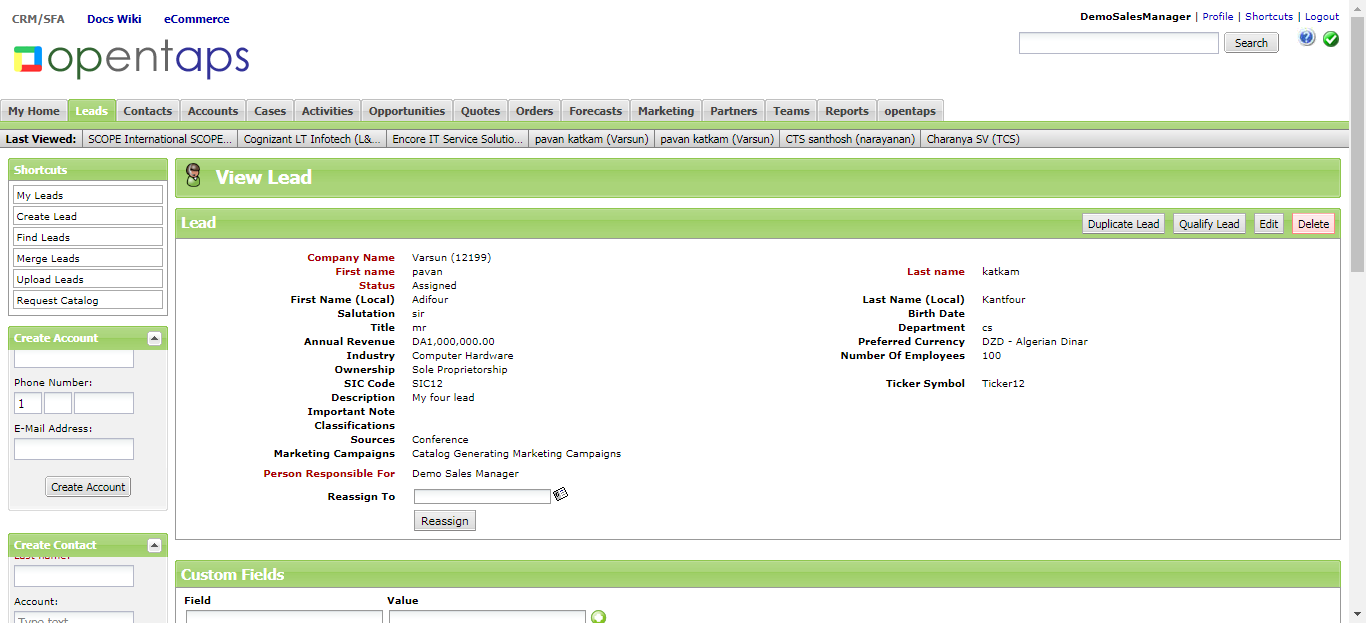 CRM/SFA Docs Wiki eCommerce
DemoSalesManager | Profile | Shortcuts | Logout
opentaps
Search
My Home Leads Contacts Accounts Cases Activities Opportunities Quotes Orders Forecasts Marketing Partners Teams Reports opentaps
Last Viewed: SCOPE International SCOPE... Cognizant LT Infotech (L&... Encore IT Service Solutio... pavan katkam (Varsun) pavan katkam (Varsun) CTS santhosh (narayanan) Charanya SV (TCS)
Shortcuts
My Leads
Create Lead
Find Leads
Merge Leads
Upload Leads
Request Catalog
Create Account
Phone Number:
1
E-Mail Address:
Create Account
Create Contact
Last name:
Account:
Type text
View Lead
Lead
Duplicate Lead Qualify Lead Edit Delete
Company Name Varsun (12199)
First name pavan Last name katkam
Status Assigned
First Name (Local) Adifour Last Name (Local) Kantfour
Salutation sir Birth Date
Title mr Department cs
Annual Revenue DA1,000,000.00 Preferred Currency DZD - Algerian Dinar
Industry Computer Hardware Number Of Employees 100
Ownership Sole Proprietorship
SIC Code SIC12 Ticker Symbol Ticker12
Description My four lead
Important Note
Classifications
Sources Conference
Marketing Campaigns Catalog Generating Marketing Campaigns
Person Responsible For Demo Sales Manager
Reassign To
Reassign
Custom Fields
Field Value